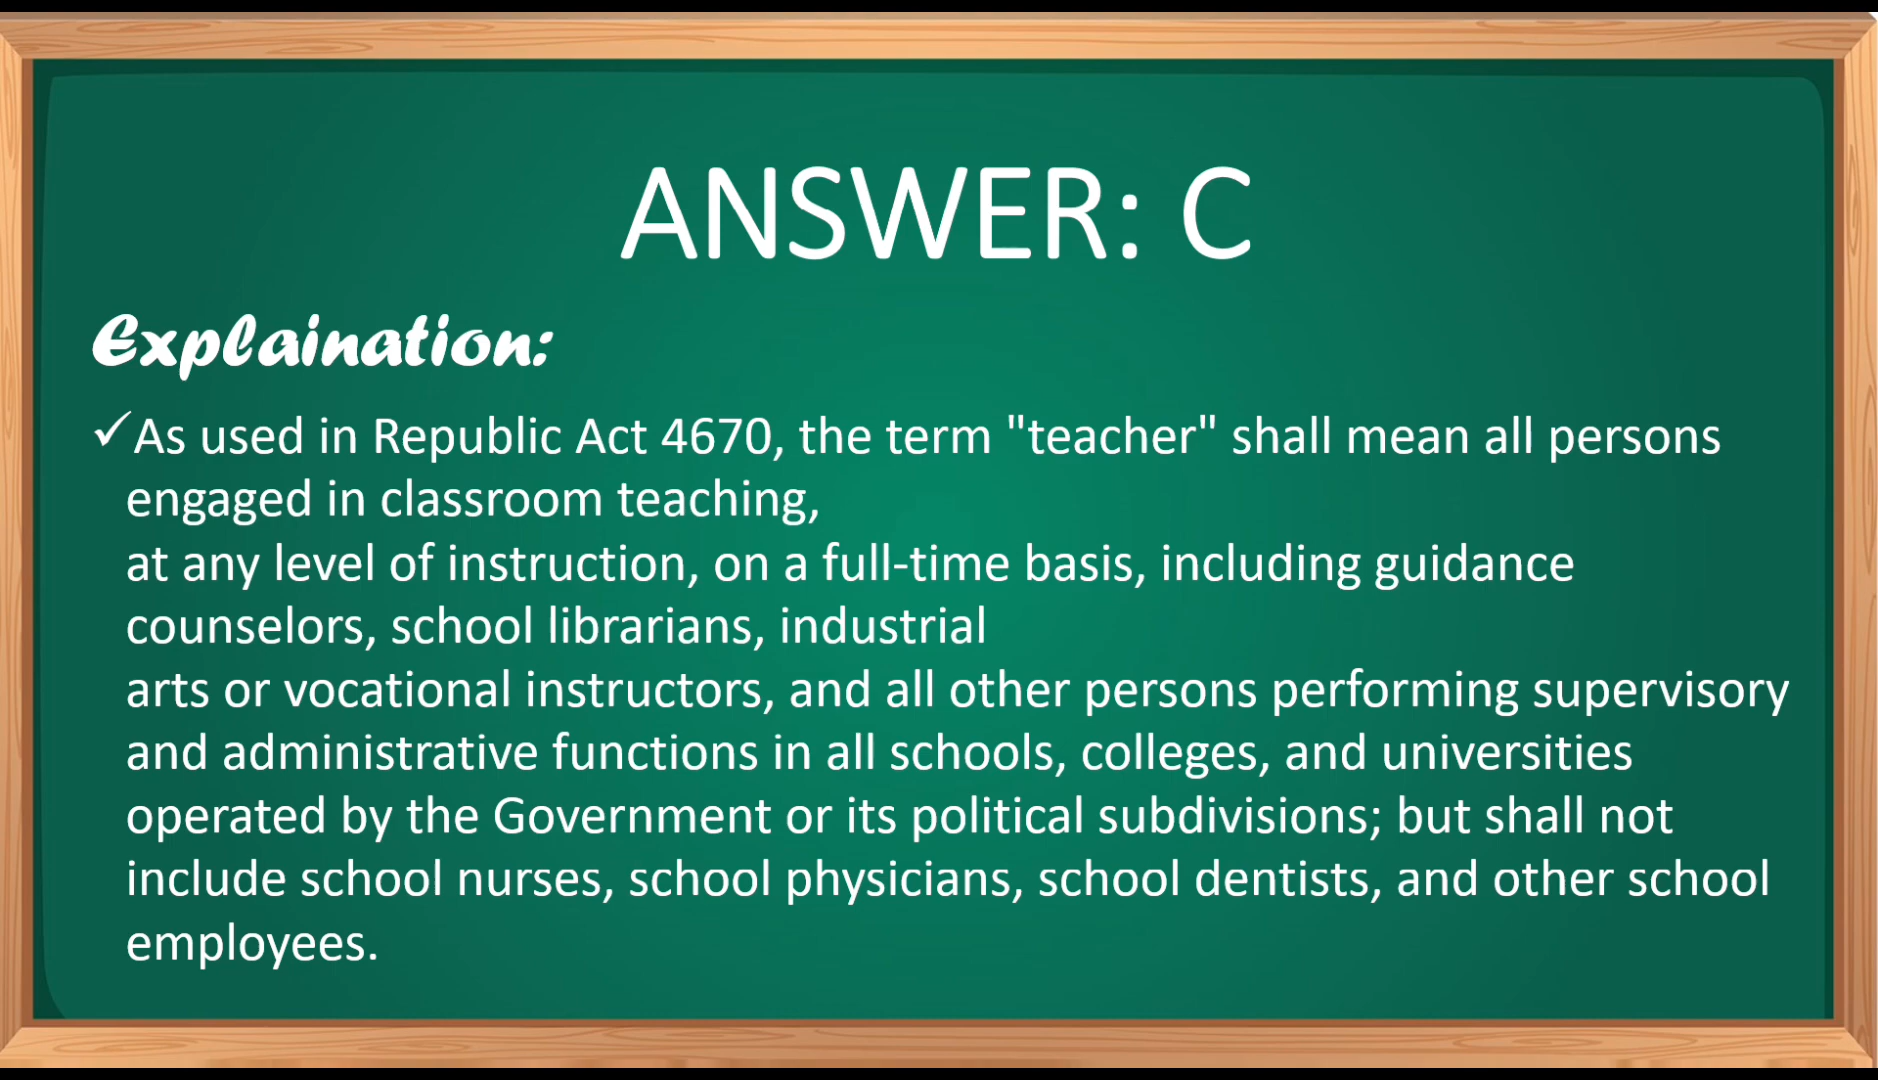 ANSWER: C
Explaination:
✓As used in Republic Act 4670, the term "teacher" shall mean all persons
engaged in classroom teaching,
at any level of instruction, on a full-time basis, including guidance
counselors, school librarians, industrial
arts or vocational instructors, and all other persons performing supervisory
and administrative functions in all schools, colleges, and universities
operated by the Government or its political subdivisions; but shall not
include school nurses, school physicians, school dentists, and other school
employees.